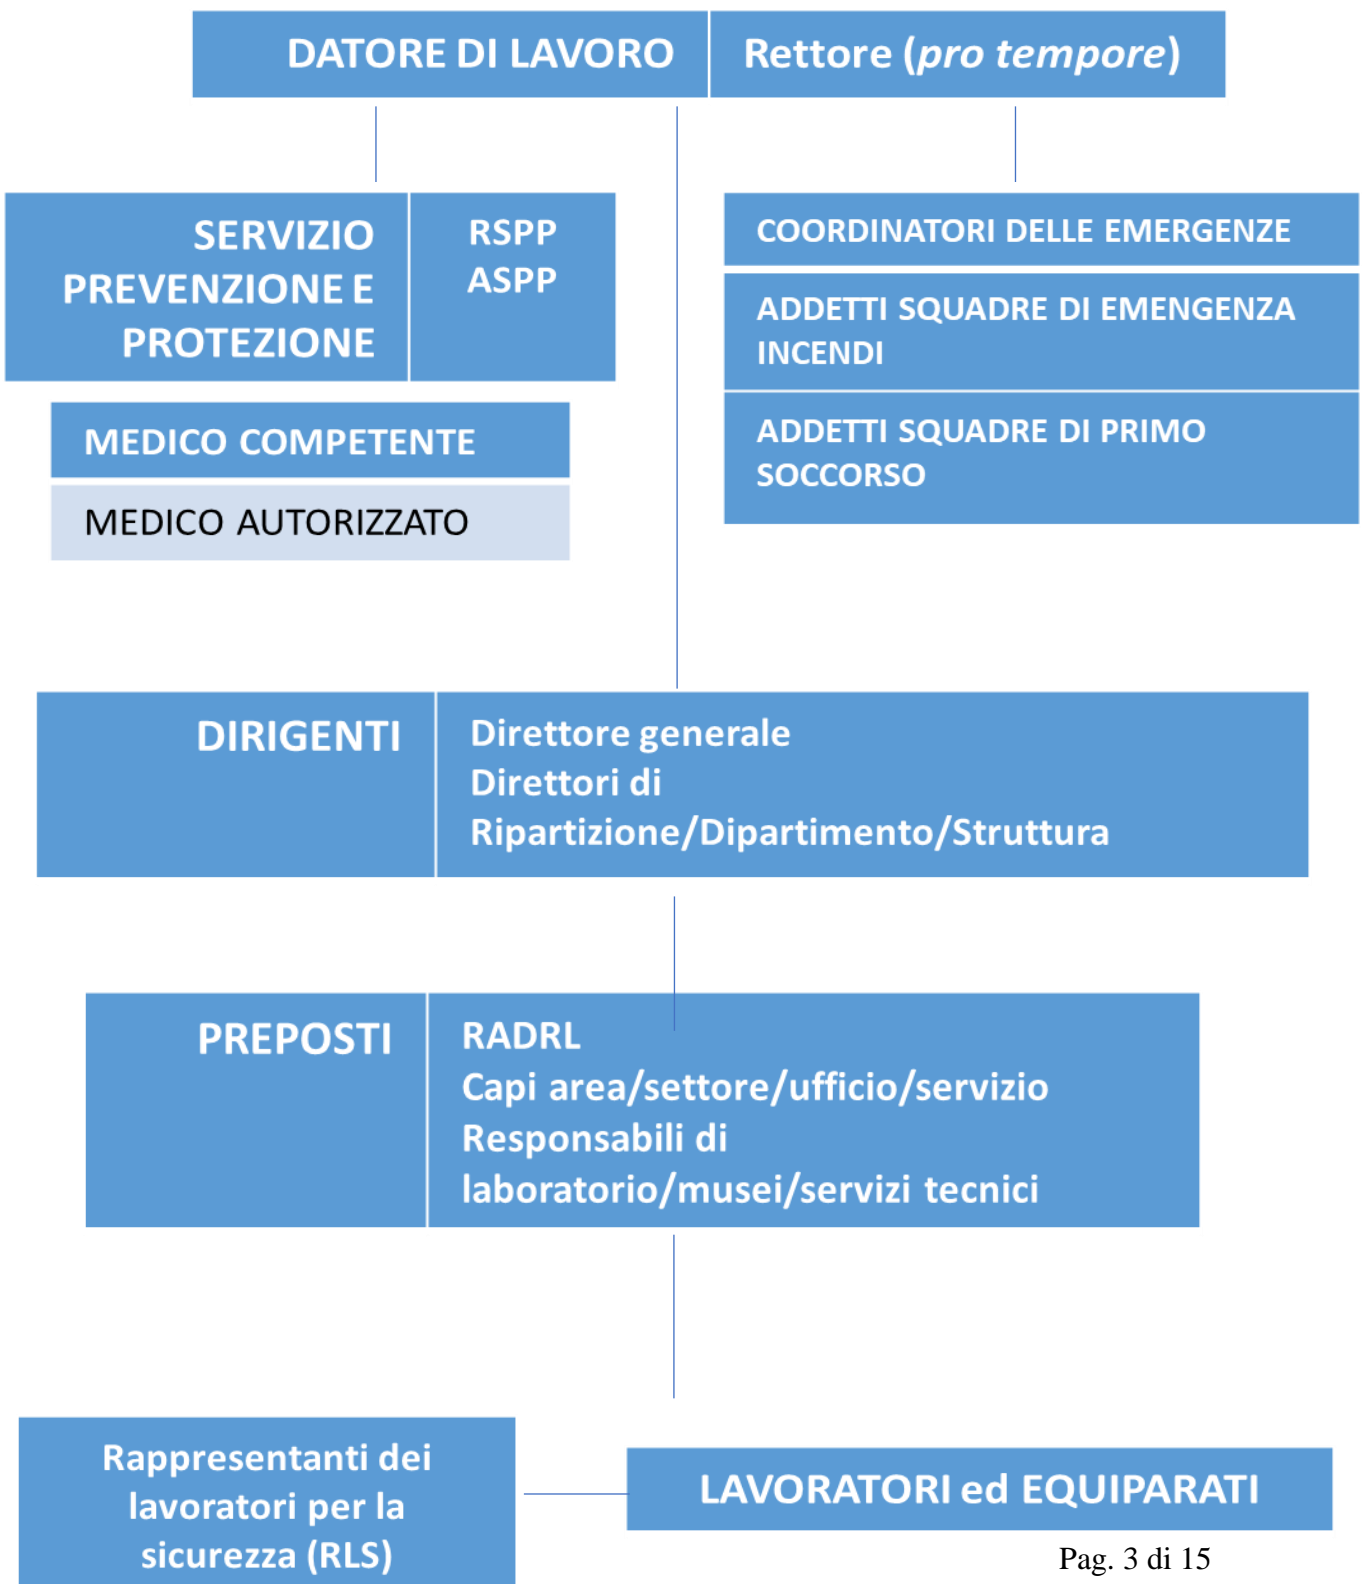 DATORE DI LAVORO
Rettore (pro tempore)
SERVIZIO
PREVENZIONE E
PROTEZIONE
RSPP
ASPP
MEDICO COMPETENTE
MEDICO AUTORIZZATO
COORDINATORI DELLE EMERGENZE
ADDETTI SQUADRE DI EMENGENZA
INCENDI
ADDETTI SQUADRE DI PRIMO
SOCCORSO
DIRIGENTI
Direttore generale
Direttori di
Ripartizione/Dipartimento/Struttura
PREPOSTI
RADRL
Capi area/settore/ufficio/servizio
Responsabili di
laboratorio/musei/servizi tecnici
Rappresentanti dei
lavoratori per la
sicurezza (RLS)
LAVORATORI ed EQUIPARATI
Pag. 3 di 15